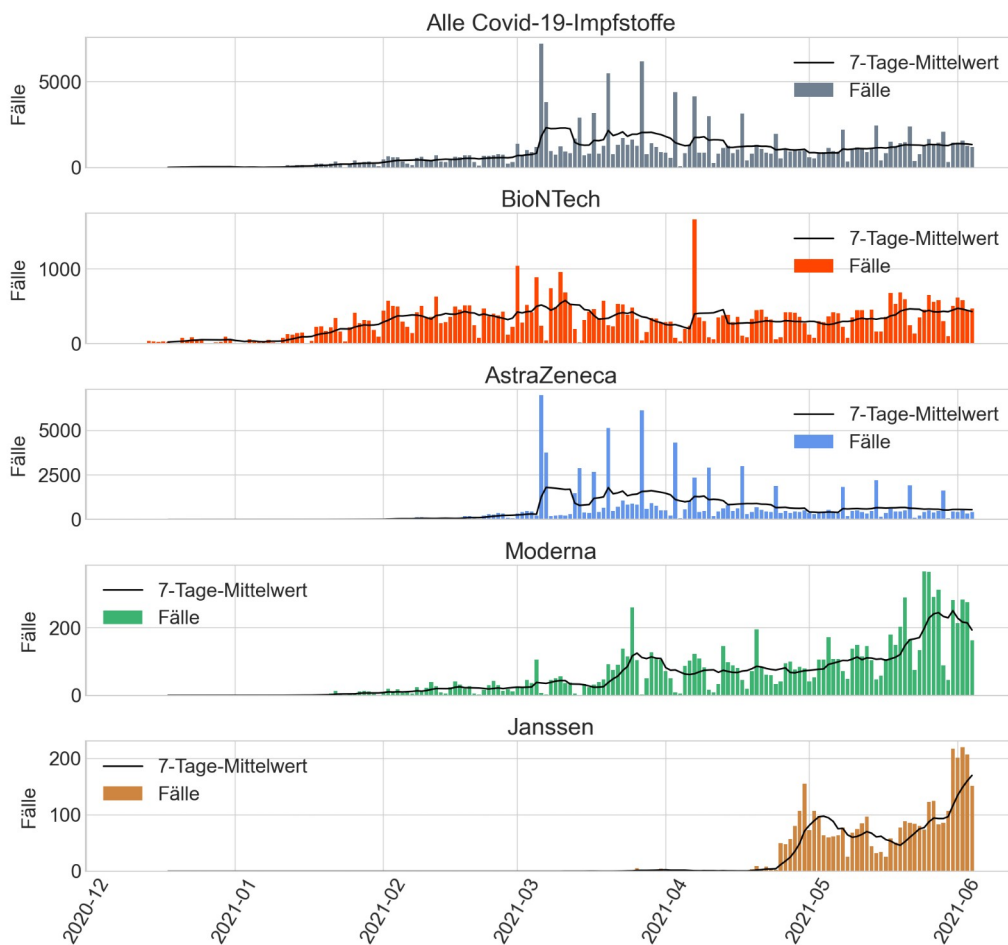 Alle Covid-19-Impfstoffe
Fälle
5000
0
7-Tage-Mittelwert
Fälle
BioNTech
Fälle
1000
0
7-Tage-Mittelwert
Fälle
AstraZeneca
Fälle
5000
2500
0
7-Tage-Mittelwert
Fälle
Moderna
Fälle
200
0
7-Tage-Mittelwert
Fälle
Janssen
Fälle
200
100
0
7-Tage-Mittelwert
Fälle
2020-12
2021-01
2021-02
2021-03
2021-04
2021-05
2021-06